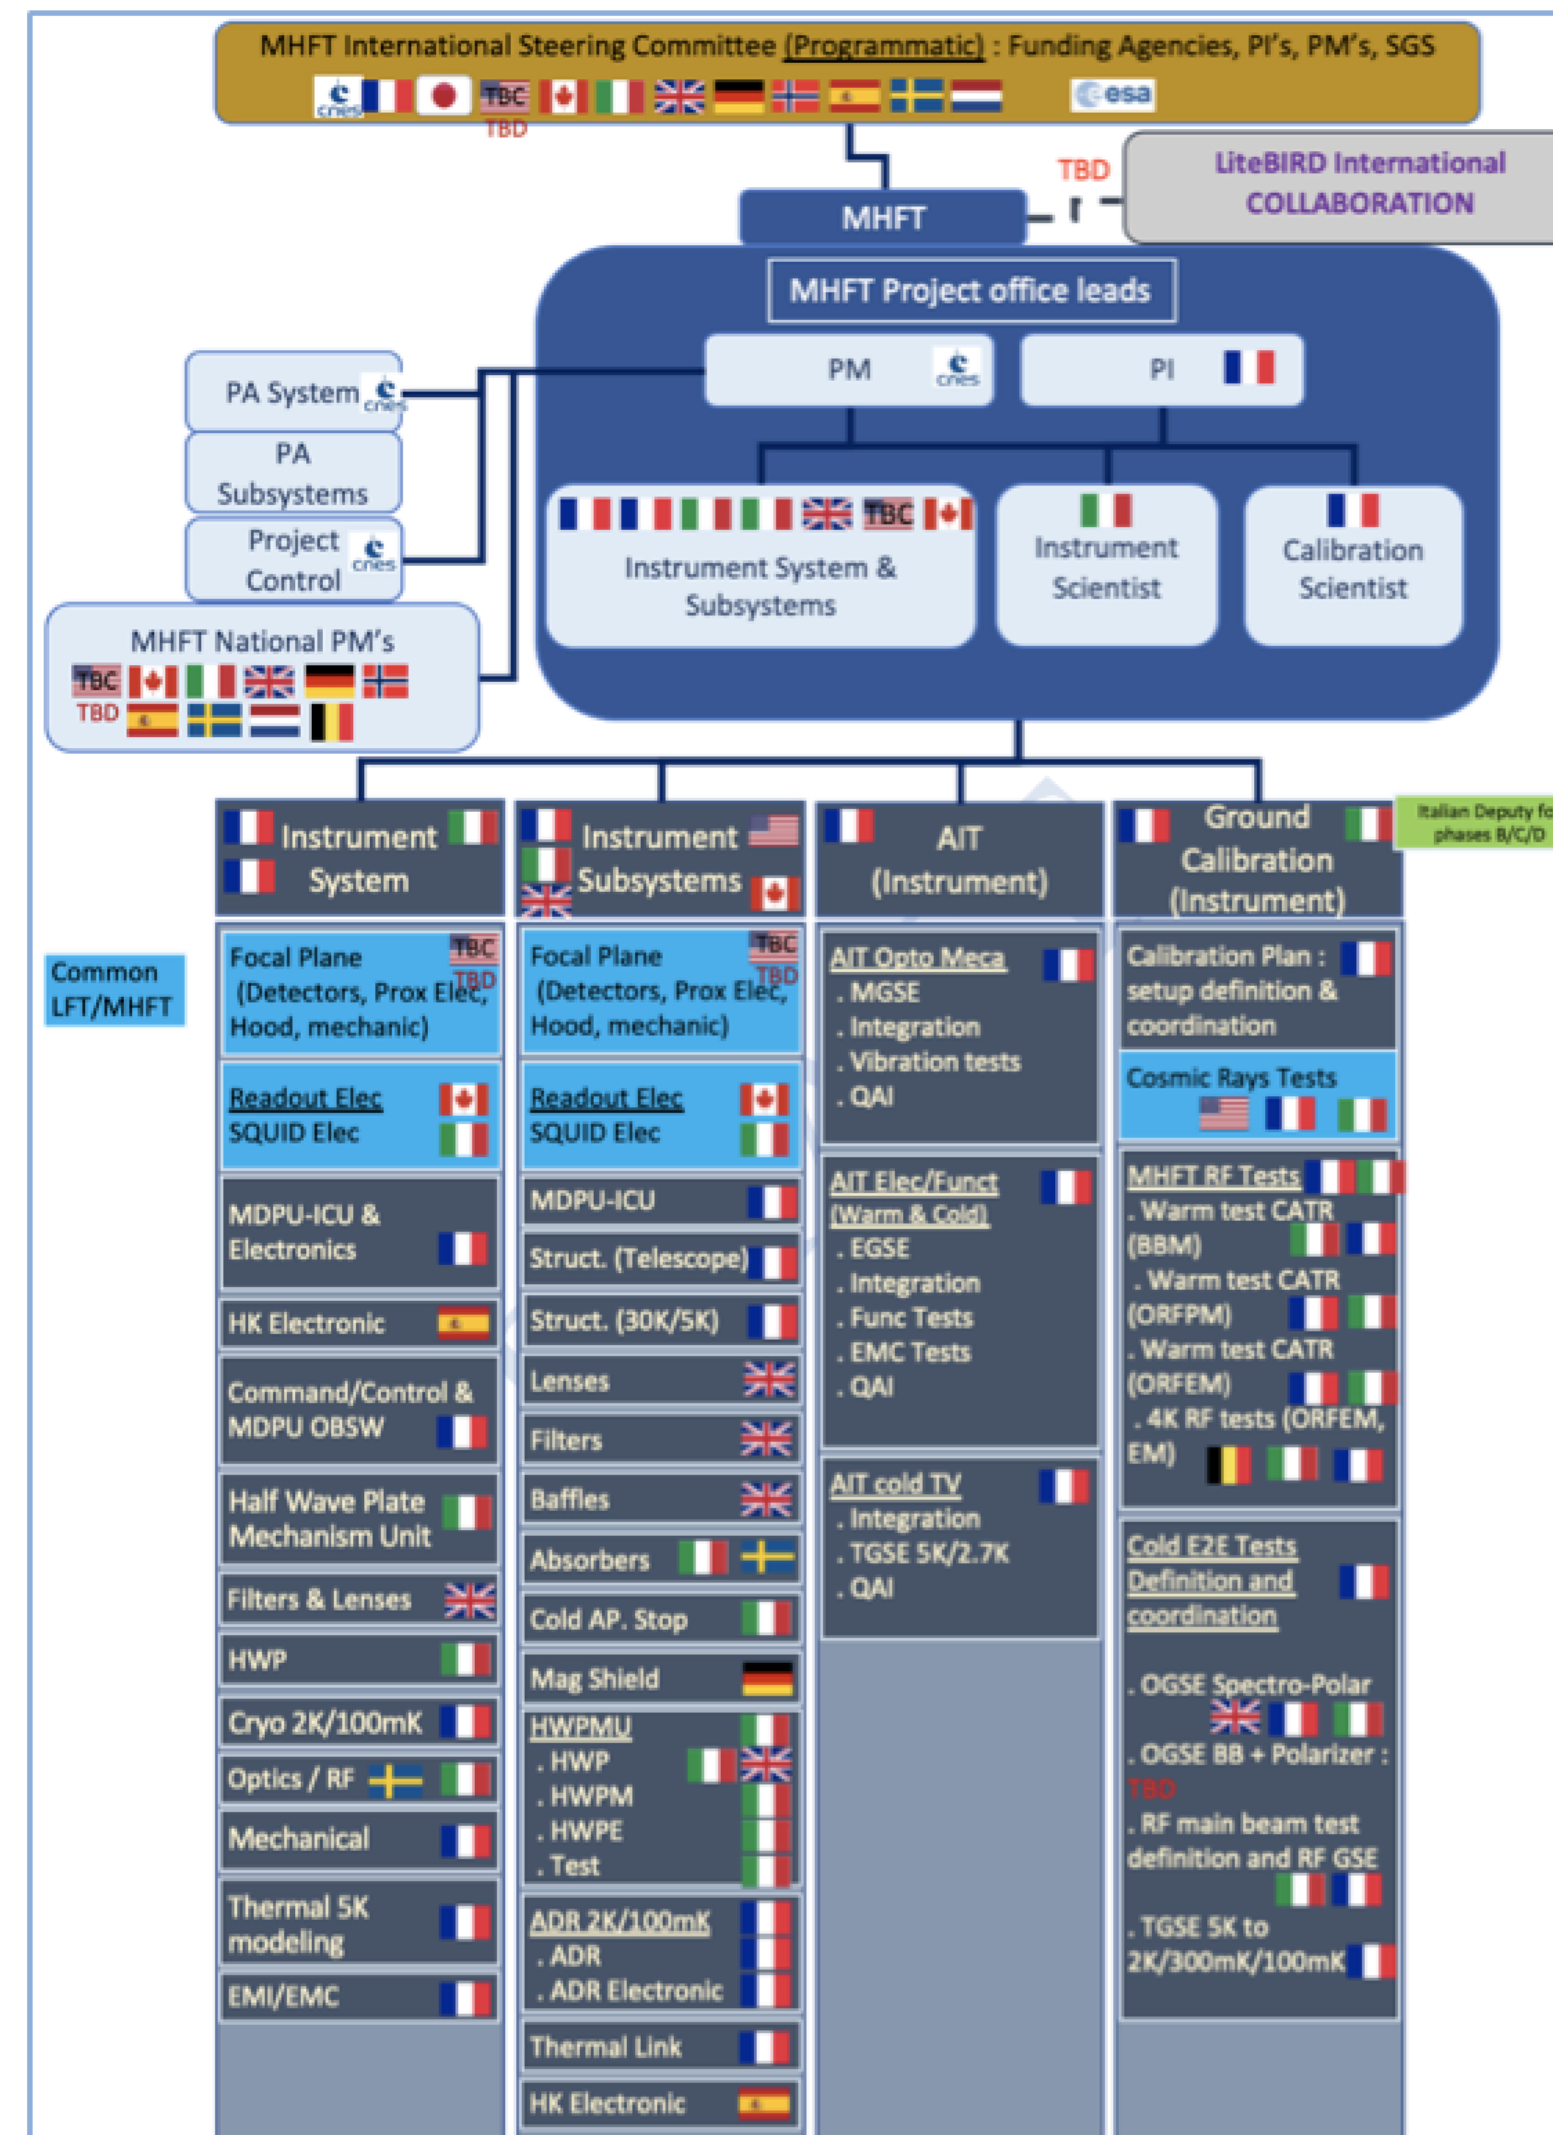 MHFT International Steering Committee (Programmatic) : Funding Agencies, PI's, PM's, SGS
cnes
TBC
esa
TBD
TBD
LiteBIRD International
COLLABORATION
MHFT
MHFT Project office leads
PM
cnes
PI
PA System
cnes
PA
Subsystems
Project
Control
cnes
TBC
Instrument System &
Subsystems
Instrument
Scientist
Calibration
Scientist
MHFT National PM's
TBC
TBD
Instrument
System
Instrument
Subsystems
AIT
(Instrument)
Ground
Calibration
(Instrument)
Italian Deputy fo
phases B/C/D
Common
LFT/MHFT
Focal Plane
TBC
TBD
(Detectors, Prox Elec,
Hood, mechanic)
Readout Elec
SQUID Elec
MDPU-ICU &
Electronics
HK Electronic
Command/Control &
MDPU OBSW
Half Wave Plate
Mechanism Unit
Filters & Lenses
HWP
Cryo 2K/100mK
Optics / RF
Mechanical
Thermal 5K
modeling
EMI/EMC
Focal Plane
TBC
TBD
(Detectors, Prox Elec,
Hood, mechanic)
Readout Elec
SQUID Elec
MDPU-ICU
Struct. (Telescope)
Struct. (30K/5K)
Lenses
Filters
Baffles
Absorbers
Cold AP. Stop
Mag Shield
HWPMU
. HWP
. HWPM
. HWPE
. Test
ADR 2K/100mK
. ADR
. ADR Electronic
Thermal Link
HK Electronic
AIT Opto Meca
. MGSE
. Integration
. Vibration tests
. QAI
AIT Elec/Funct
(Warm & Cold)
. EGSE
. Integration
. Func Tests
. EMC Tests
. QAI
AIT cold TV
. Integration
. TGSE 5K/2.7K
. QAI
Calibration Plan :
setup definition &
coordination
Cosmic Rays Tests
MHFT RF Tests
. Warm test CATR
(BBM)
. Warm test CATR
(ORFPM)
. Warm test CATR
(ORFEM)
. 4K RF tests (ORFEM,
EM)
Cold E2E Tests
Definition and
coordination
. OGSE Spectro-Polar
. OGSE BB + Polarizer :
TBD
. RF main beam test
definition and RF GSE
. TGSE 5K to
2K/300mK/100mK